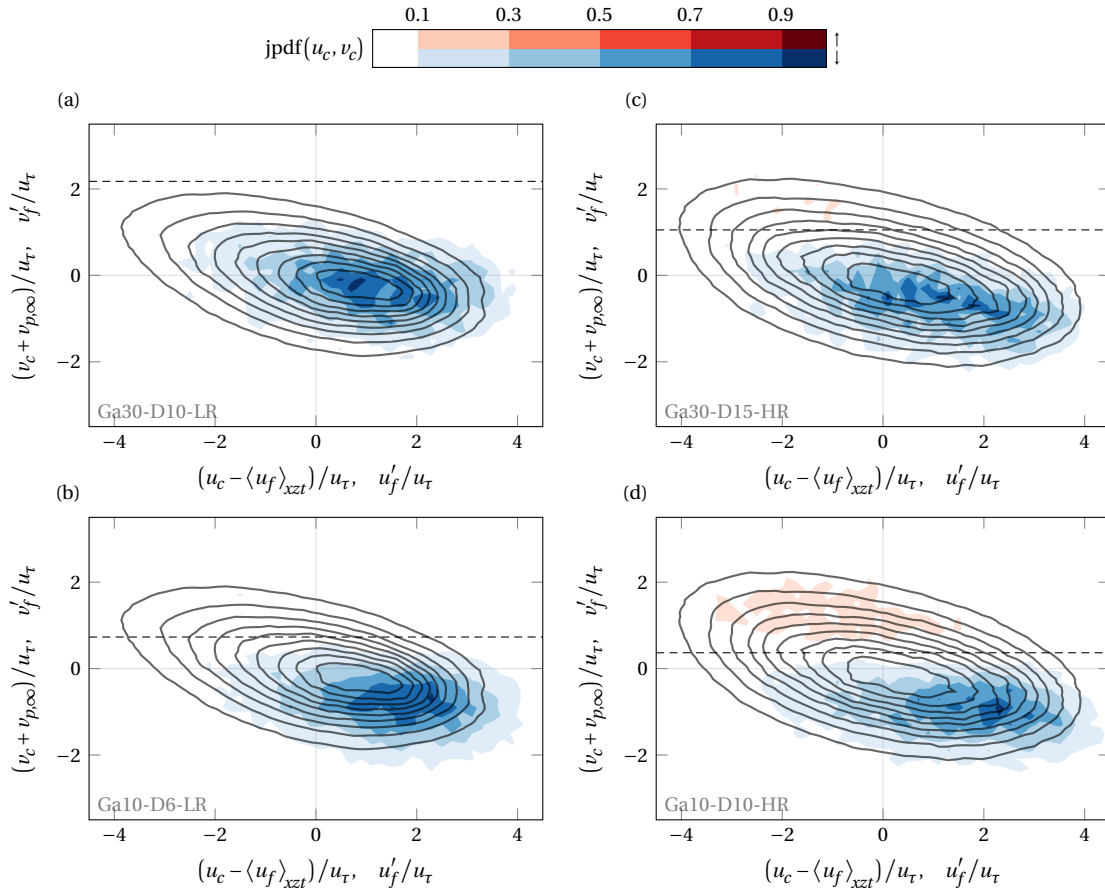 0.1 0.3 0.5 0.7 0.9
jpdf(u_c, v_c) ↑ ↓
(a)
(v_c + v_{p,∞})/u_τ, v′_f/u_τ
2
0
−2
Ga30-D10-LR
−4 −2 0 2 4
(u_c − ⟨u_f⟩_{xzt})/u_τ, u′_f/u_τ
(c)
(v_c + v_{p,∞})/u_τ, v′_f/u_τ
2
0
−2
Ga30-D15-HR
−4 −2 0 2 4
(u_c − ⟨u_f⟩_{xzt})/u_τ, u′_f/u_τ
(b)
(v_c + v_{p,∞})/u_τ, v′_f/u_τ
2
0
−2
Ga10-D6-LR
−4 −2 0 2 4
(u_c − ⟨u_f⟩_{xzt})/u_τ, u′_f/u_τ
(d)
(v_c + v_{p,∞})/u_τ, v′_f/u_τ
2
0
−2
Ga10-D10-HR
−4 −2 0 2 4
(u_c − ⟨u_f⟩_{xzt})/u_τ, u′_f/u_τ